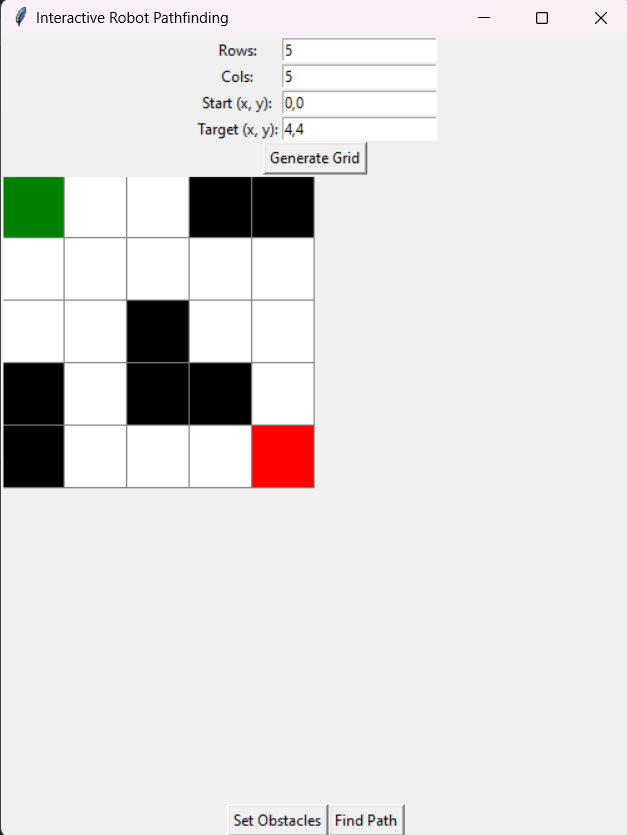 Interactive Robot Pathfinding
Rows: 5
Cols: 5
Start (x, y): 0,0
Target (x, y): 4,4
Generate Grid
Set Obstacles Find Path